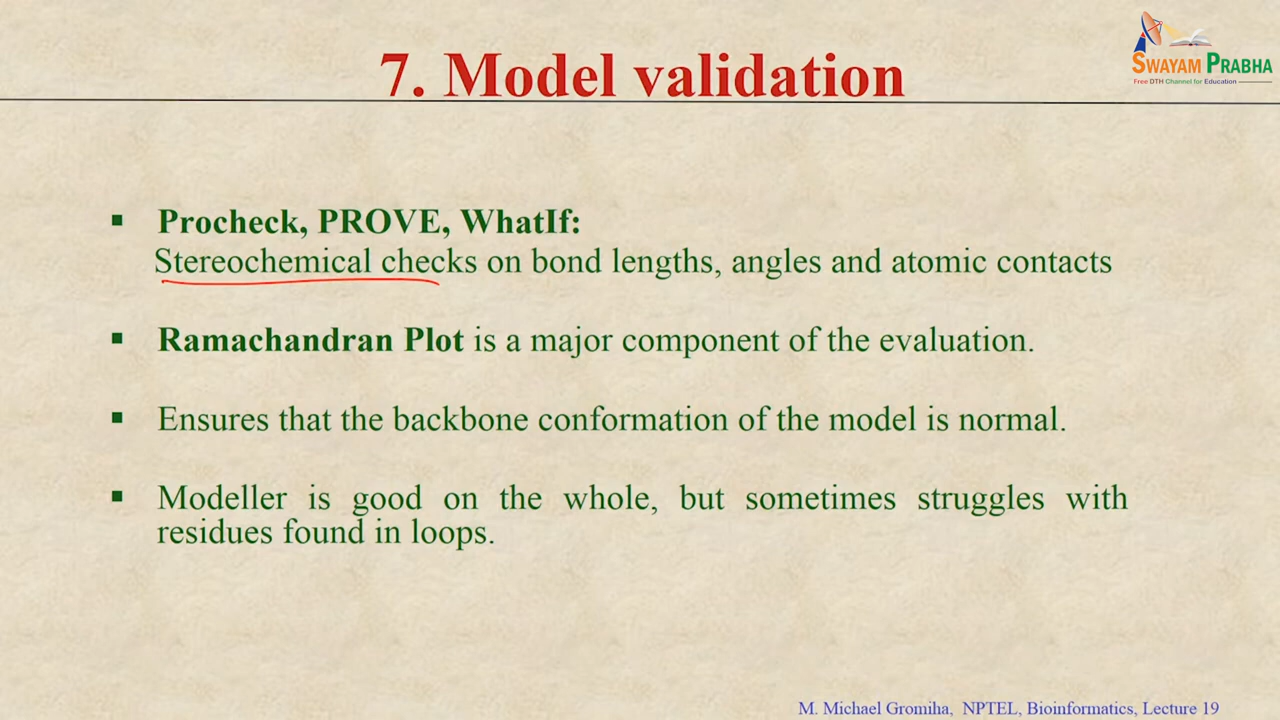 7. Model validation
SWAYAM PRABHA
Free DTH Channel for Education
▪ Procheck, PROVE, WhatIf:
Stereochemical checks on bond lengths, angles and atomic contacts
▪ Ramachandran Plot is a major component of the evaluation.
▪ Ensures that the backbone conformation of the model is normal.
▪ Modeller is good on the whole, but sometimes struggles with
residues found in loops.
M. Michael Gromiha, NPTEL, Bioinformatics, Lecture 19